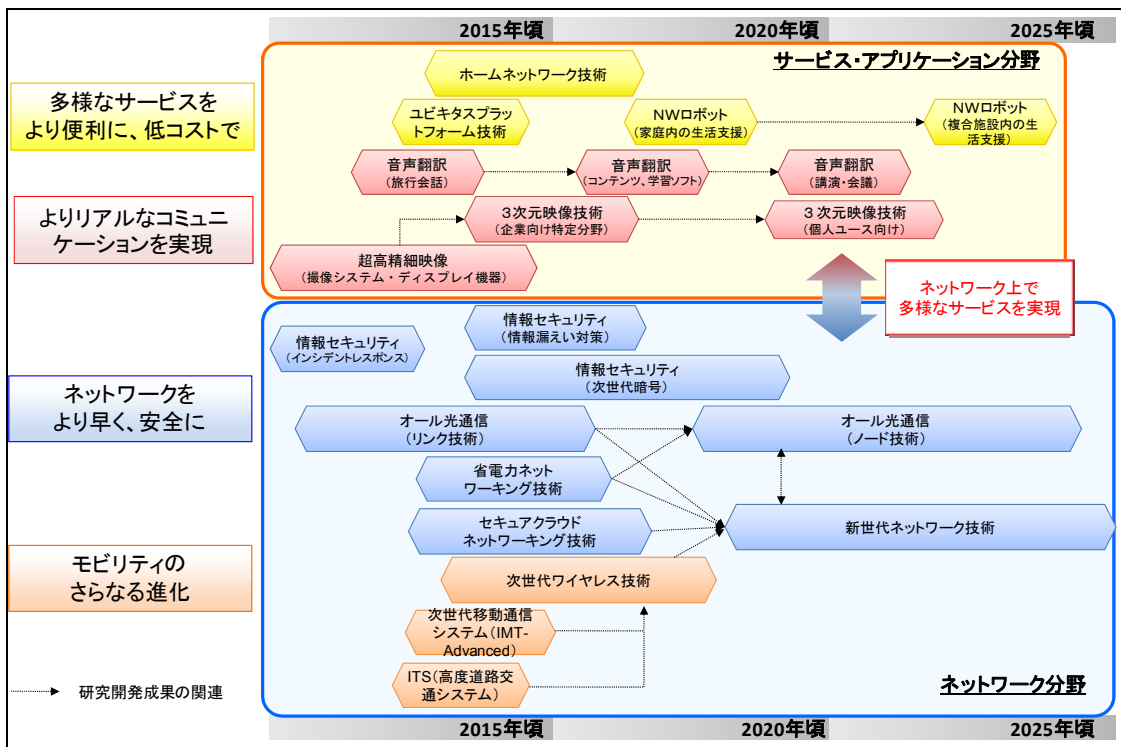 2015年頃
2020年頃
2025年頃
サービス・アプリケーション分野
多様なサービスを
より便利に、低コストで
ホームネットワーク技術
ユビキタスプラッ
トフォーム技術
NWロボット
(家庭内の生活支援)
NWロボット
(複合施設内の生
活支援)
音声翻訳
(旅行会話)
音声翻訳
(コンテンツ、学習ソフト)
音声翻訳
(講演・会議)
よりリアルなコミュニ
ケーションを実現
3次元映像技術
(企業向け特定分野)
3次元映像技術
(個人ユース向け)
超高精細映像
(撮像システム・ディスプレイ機器)
ネットワーク上で
多様なサービスを実現
情報セキュリティ
(インシデントレスポンス)
情報セキュリティ
(情報漏えい対策)
情報セキュリティ
(次世代暗号)
ネットワークを
より早く、安全に
オール光通信
(リンク技術)
オール光通信
(ノード技術)
省電力ネット
ワーキング技術
セキュアクラウド
ネットワーキング技術
新世代ネットワーク技術
モビリティの
さらなる進化
次世代ワイヤレス技術
次世代移動通信
システム(IMT-
Advanced)
ITS(高度道路交
通システム)
研究開発成果の関連
ネットワーク分野
2015年頃
2020年頃
2025年頃